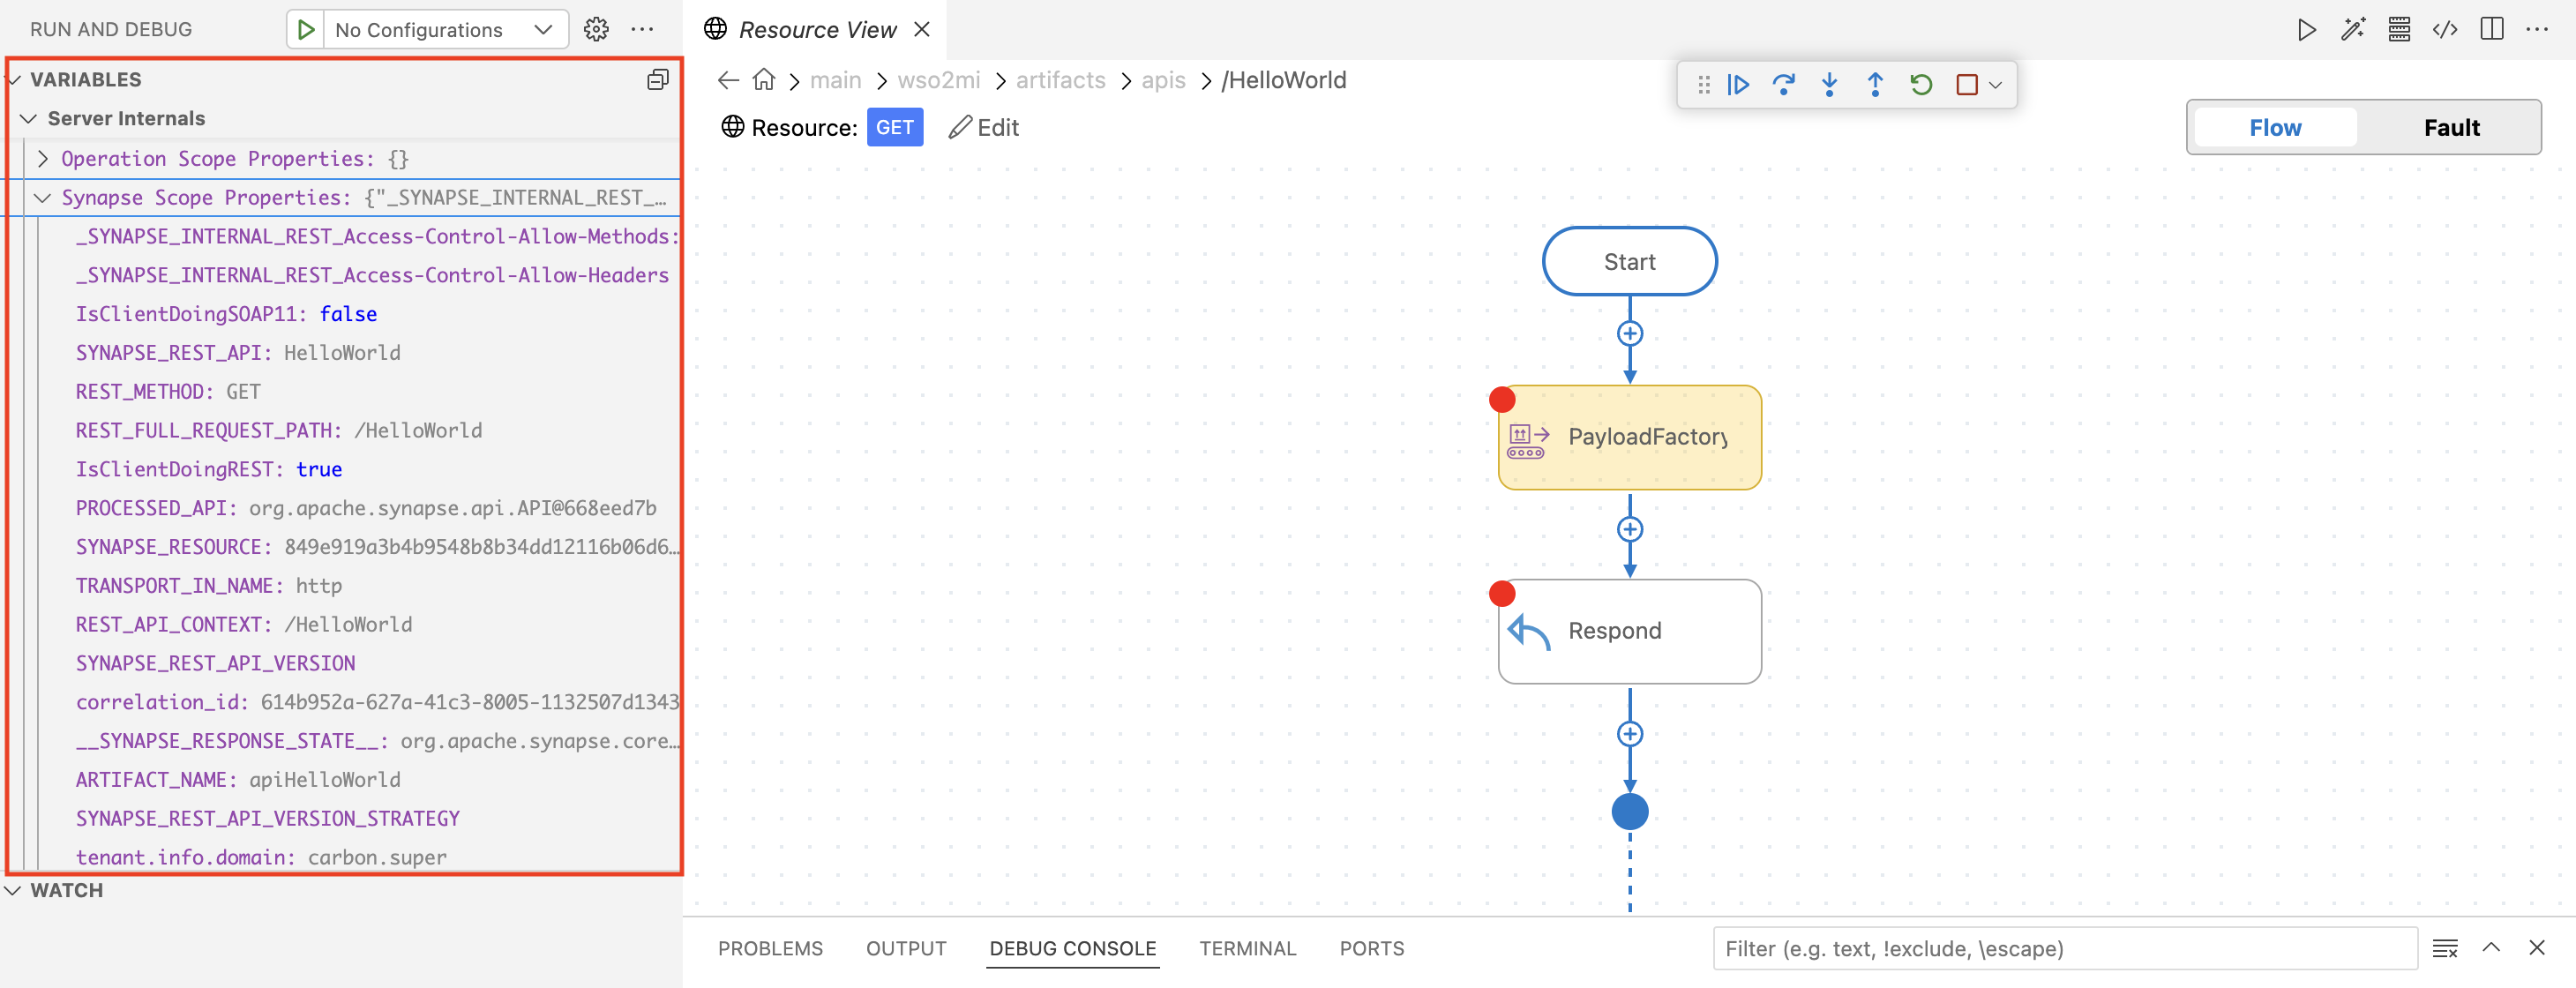 RUN AND DEBUG
No Configurations
VARIABLES
Server Internals
Operation Scope Properties: {}
Synapse Scope Properties: {"_SYNAPSE_INTERNAL_REST_…
_SYNAPSE_INTERNAL_REST_Access-Control-Allow-Methods:
_SYNAPSE_INTERNAL_REST_Access-Control-Allow-Headers
IsClientDoingSOAP11: false
SYNAPSE_REST_API: HelloWorld
REST_METHOD: GET
REST_FULL_REQUEST_PATH: /HelloWorld
IsClientDoingREST: true
PROCESSED_API: org.apache.synapse.api.API@668eed7b
SYNAPSE_RESOURCE: 849e919a3b4b9548b8b34dd12116b06d6…
TRANSPORT_IN_NAME: http
REST_API_CONTEXT: /HelloWorld
SYNAPSE_REST_API_VERSION
correlation_id: 614b952a-627a-41c3-8005-1132507d1343
__SYNAPSE_RESPONSE_STATE__: org.apache.synapse.core…
ARTIFACT_NAME: apiHelloWorld
SYNAPSE_REST_API_VERSION_STRATEGY
tenant.info.domain: carbon.super
WATCH
Resource View
main > wso2mi > artifacts > apis > /HelloWorld
Resource: GET Edit
Flow Fault
Start
PayloadFactory
Respond
PROBLEMS OUTPUT DEBUG CONSOLE TERMINAL PORTS
Filter (e.g. text, !exclude, \escape)